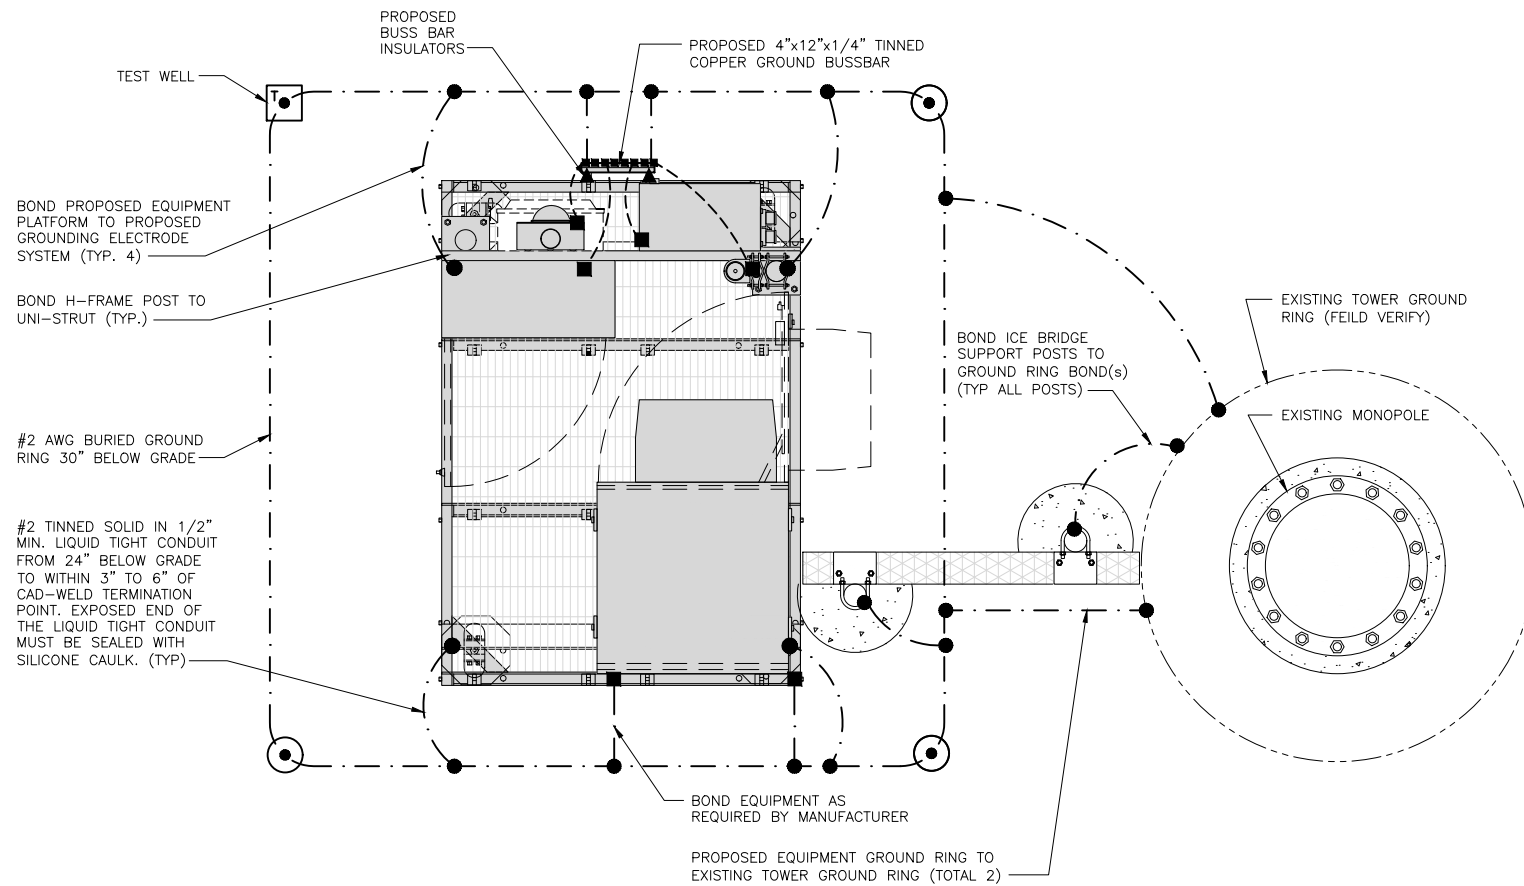 PROPOSED
BUSS BAR
INSULATORS
PROPOSED 4"x12"x1/4" TINNED
COPPER GROUND BUSSBAR
TEST WELL
T
BOND PROPOSED EQUIPMENT
PLATFORM TO PROPOSED
GROUNDING ELECTRODE
SYSTEM (TYP. 4)
BOND H-FRAME POST TO
UNI-STRUT (TYP.)
EXISTING TOWER GROUND
RING (FEILD VERIFY)
BOND ICE BRIDGE
SUPPORT POSTS TO
GROUND RING BOND(s)
(TYP ALL POSTS)
EXISTING MONOPOLE
#2 AWG BURIED GROUND
RING 30" BELOW GRADE
#2 TINNED SOLID IN 1/2"
MIN. LIQUID TIGHT CONDUIT
FROM 24" BELOW GRADE
TO WITHIN 3" TO 6" OF
CAD-WELD TERMINATION
POINT. EXPOSED END OF
THE LIQUID TIGHT CONDUIT
MUST BE SEALED WITH
SILICONE CAULK. (TYP)
BOND EQUIPMENT AS
REQUIRED BY MANUFACTURER
PROPOSED EQUIPMENT GROUND RING TO
EXISTING TOWER GROUND RING (TOTAL 2)